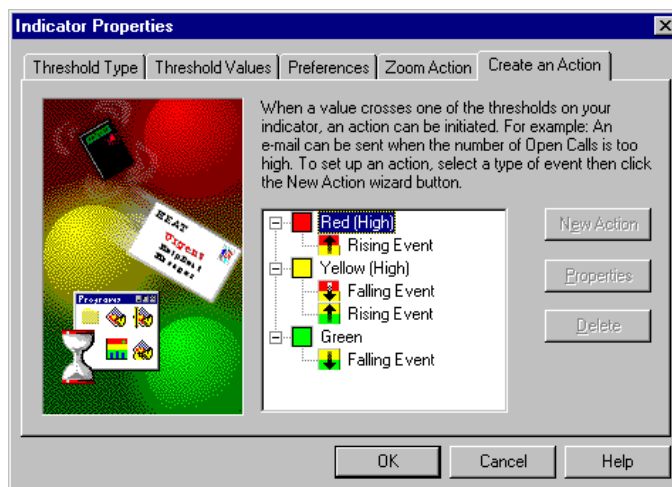 Indicator Properties
Threshold Type Threshold Values Preferences Zoom Action Create an Action
When a value crosses one of the thresholds on your
indicator, an action can be initiated. For example: An
e-mail can be sent when the number of Open Calls is too
high. To set up an action, select a type of event then click
the New Action wizard button.
HEAT
Urgent
HelpDesk
Manager
Programs
Red (High)
Rising Event
Yellow (High)
Falling Event
Rising Event
Green
Falling Event
New Action
Properties
Delete
OK Cancel Help